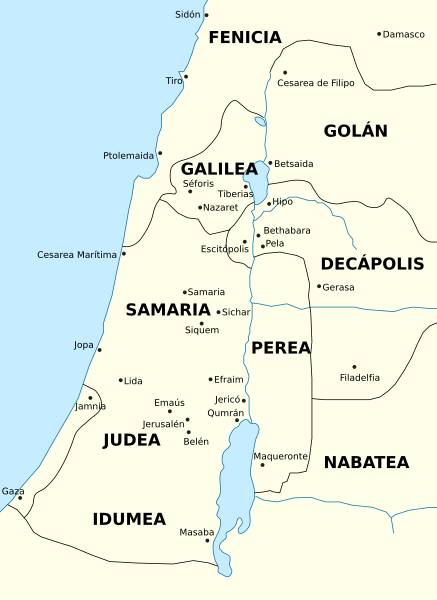 Sidón
FENICIA
Damasco
Tiro
Cesarea de Filipo
GOLÁN
Ptolemaida
Betsaida
GALILEA
Séforis
Tiberias
Nazaret
Hipo
Bethabara
Escitópolis
Pela
Cesarea Marítima
DECÁPOLIS
Gerasa
Samaria
SAMARIA
Sichar
Siquem
Jopa
PEREA
Filadelfia
Lida
Efraim
Jamnia
Emaús
Jericó
Qumrán
Jerusalén
JUDEA
Belén
Maqueronte
NABATEA
Gaza
IDUMEA
Masaba